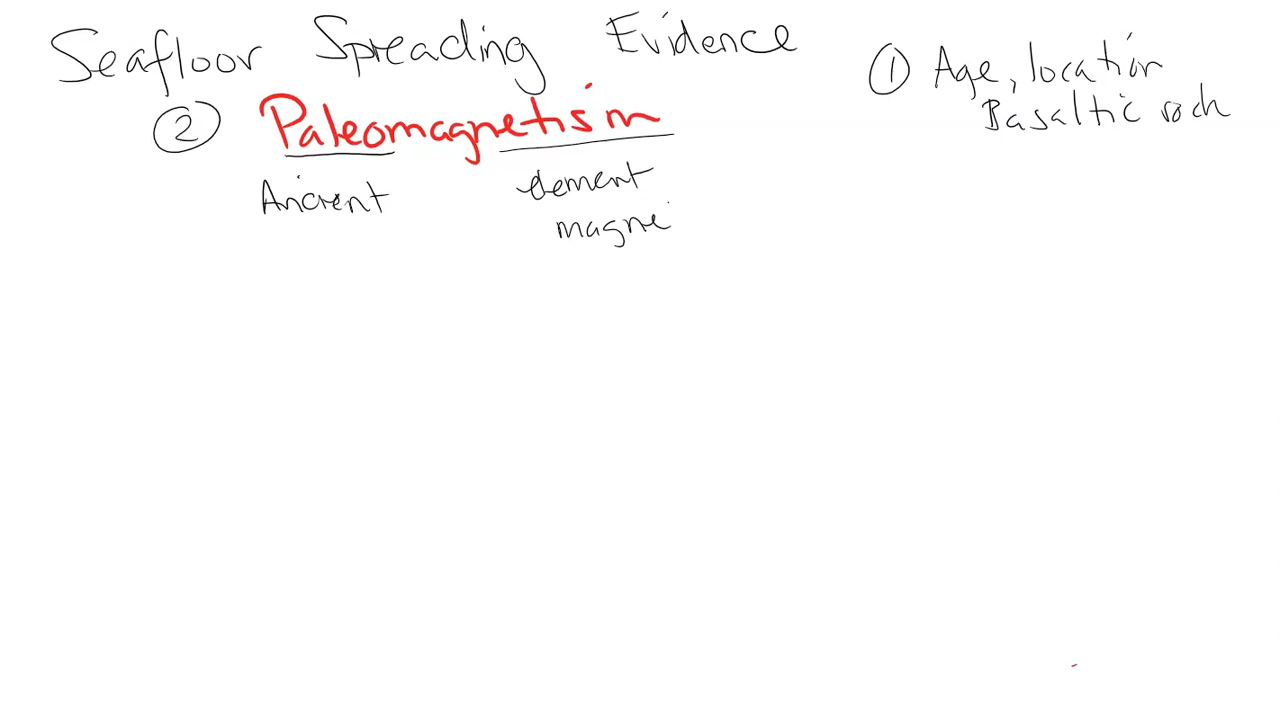 Seafloor Spreading Evidence
① Age, location
Basaltic rock
② Paleomagnetism
Ancient
element
magne